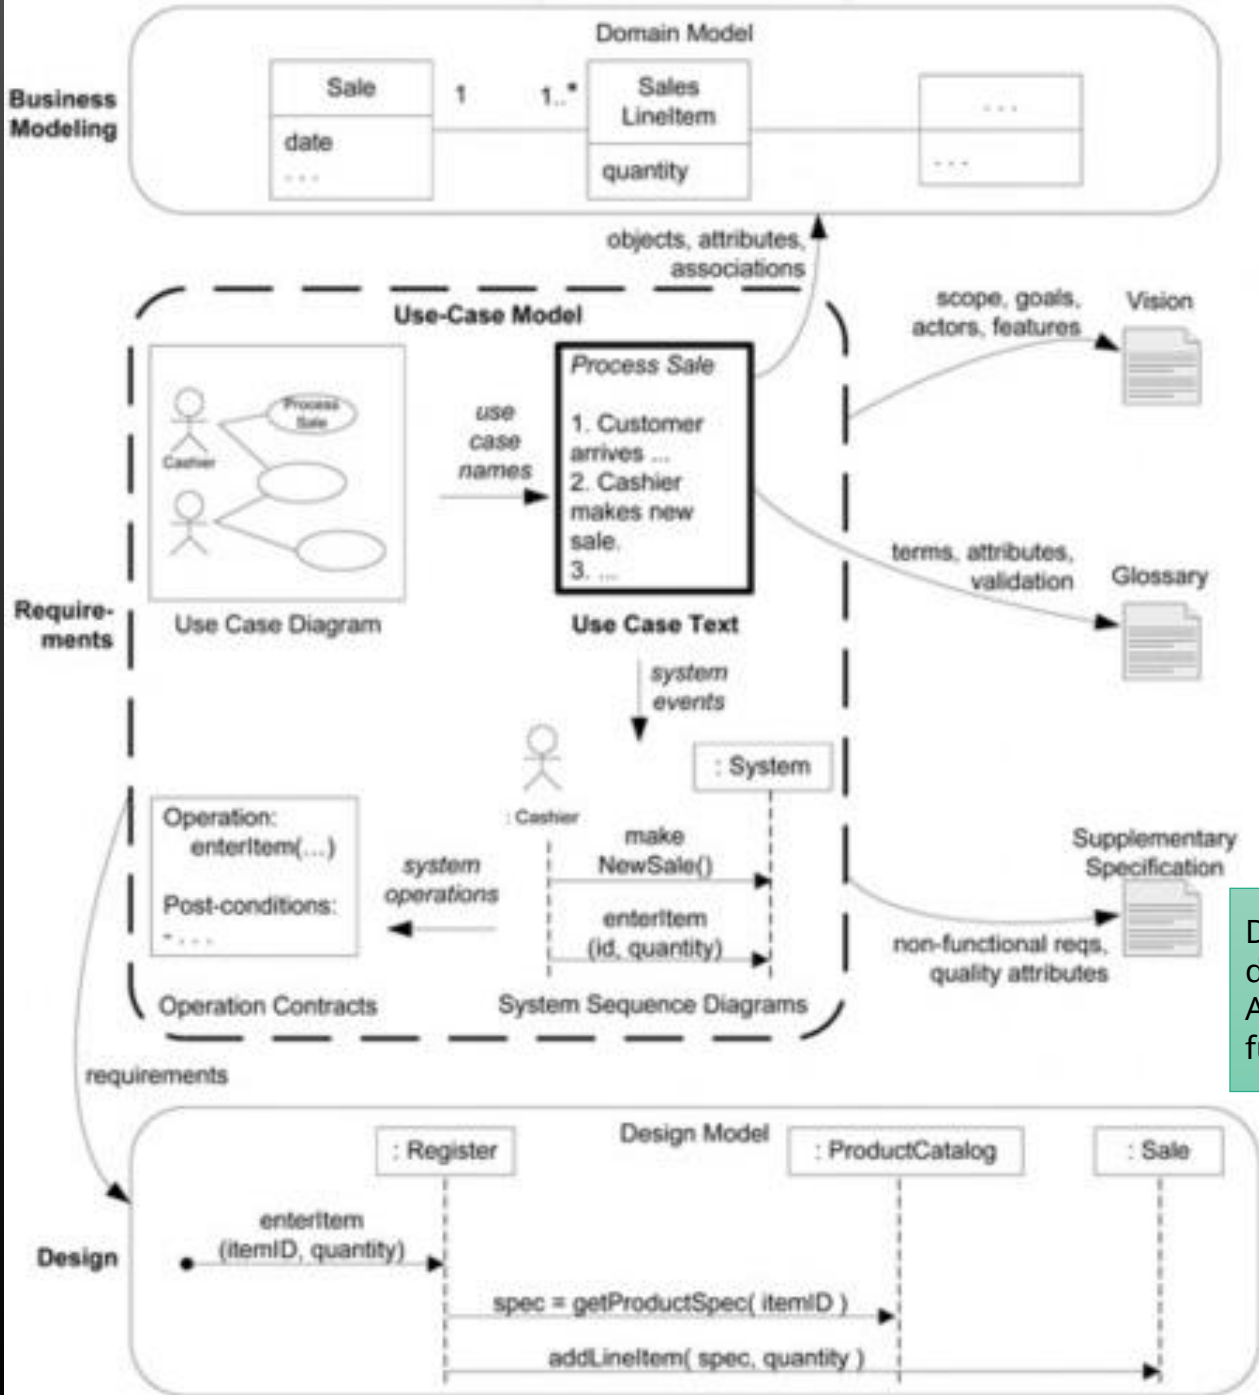 Domain Model
Business
Modeling
Sale
1
1..*
Sales
LineItem
date
. . .
quantity
. . .
. . .
objects, attributes,
associations
Use-Case Model
scope, goals,
actors, features
Vision
Process
Sale
Cashier
use
case
names
Process Sale
1. Customer
arrives ...
2. Cashier
makes new
sale.
3. ...
terms, attributes,
validation
Glossary
Require-
ments
Use Case Diagram
Use Case Text
system
events
: System
: Cashier
Operation:
enterItem(...)
Post-conditions:
- . . .
system
operations
make
NewSale()
enterItem
(id, quantity)
Supplementary
Specification
non-functional reqs,
quality attributes
Operation Contracts
System Sequence Diagrams
requirements
Design Model
: Register
: ProductCatalog
: Sale
Design
enterItem
(itemID, quantity)
spec = getProductSpec( itemID )
addLineItem( spec, quantity )